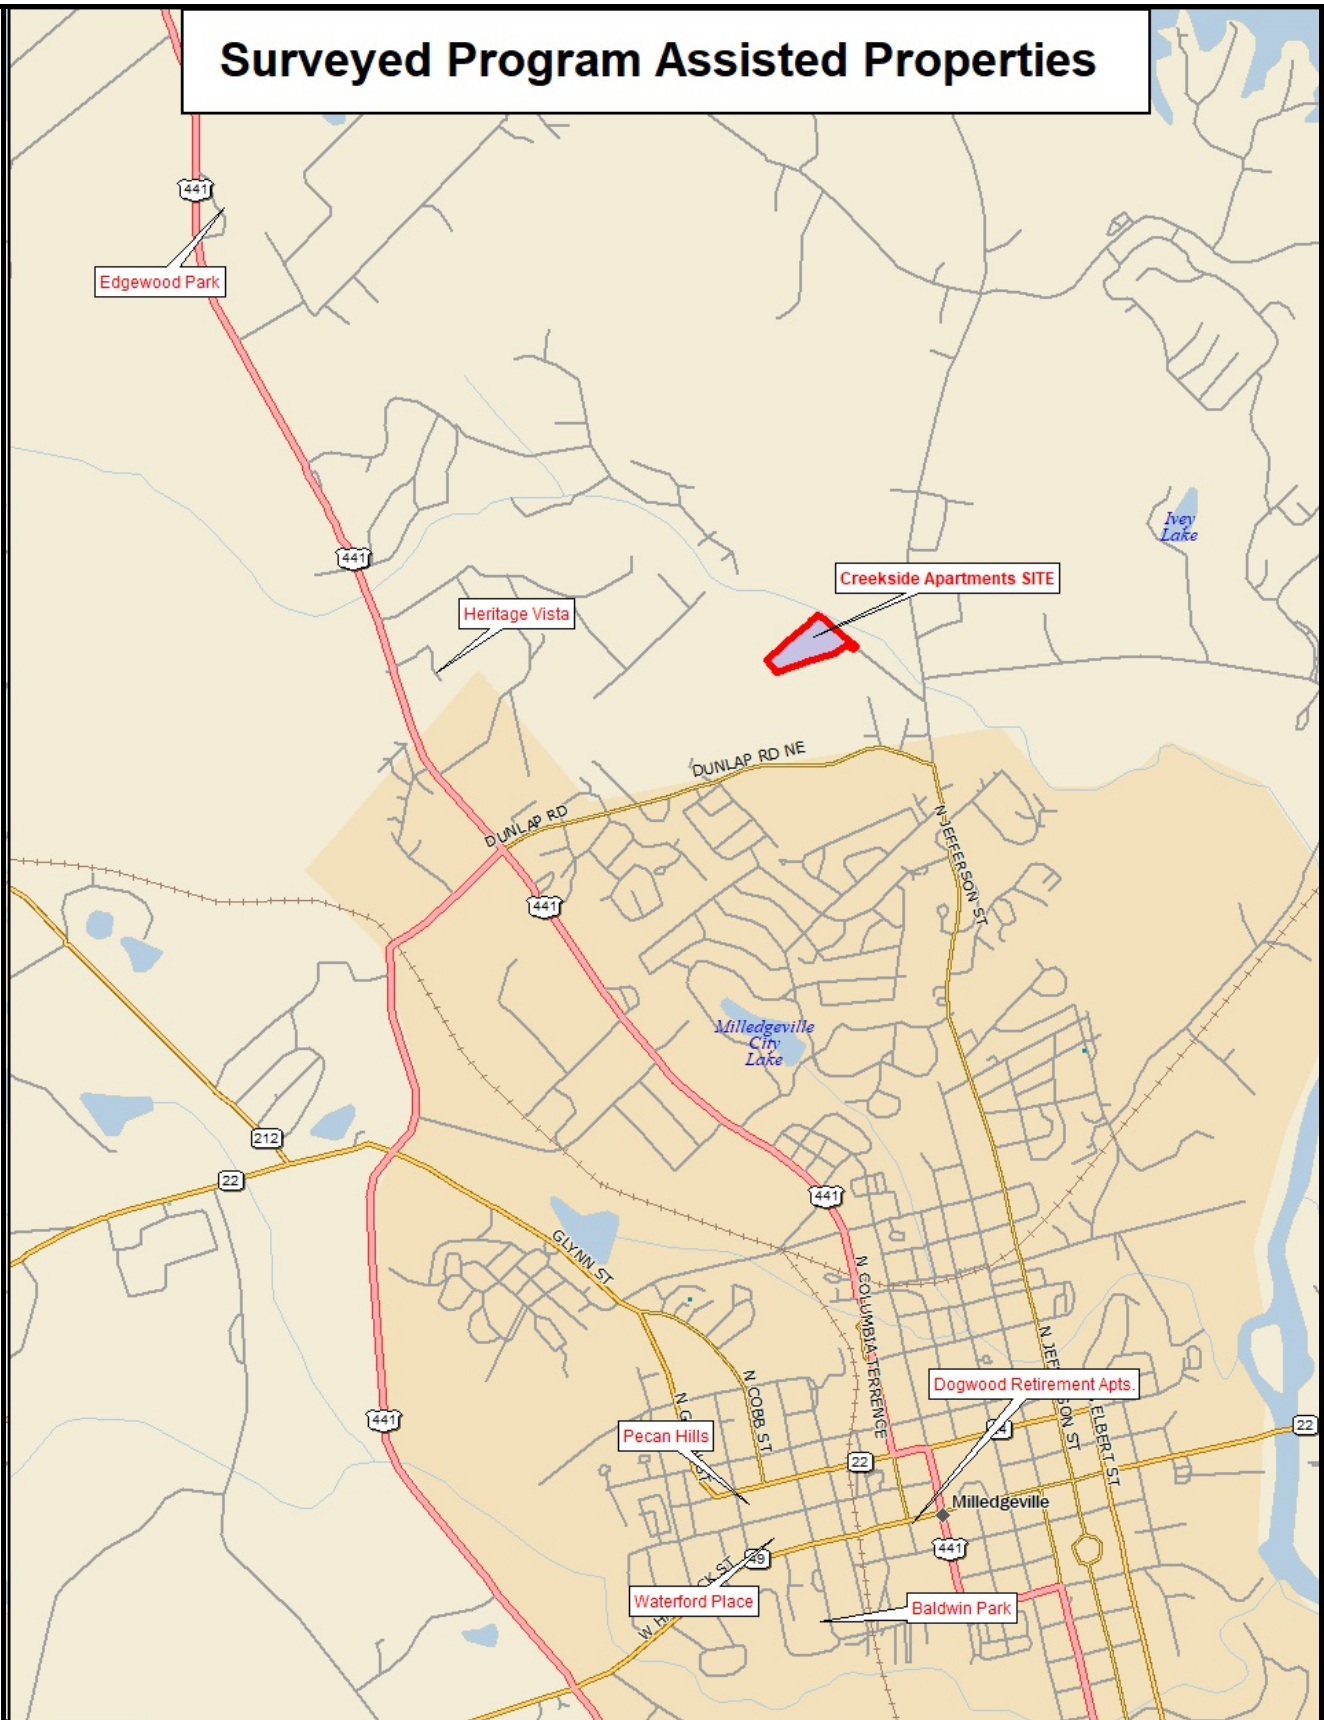 Surveyed Program Assisted Properties
441
Edgewood Park
Ivey
Lake
441
Creekside Apartments SITE
Heritage Vista
DUNLAP RD NE
DUNLAP RD
N JEFFERSON ST
441
Milledgeville
City
Lake
212
22
441
GLYNN ST
N COLUMBIA TERRENCE
Dogwood Retirement Apts.
441
N COBB ST
Pecan Hills
22
22
ELBERT ST
Milledgeville
441
49
Waterford Place
Baldwin Park